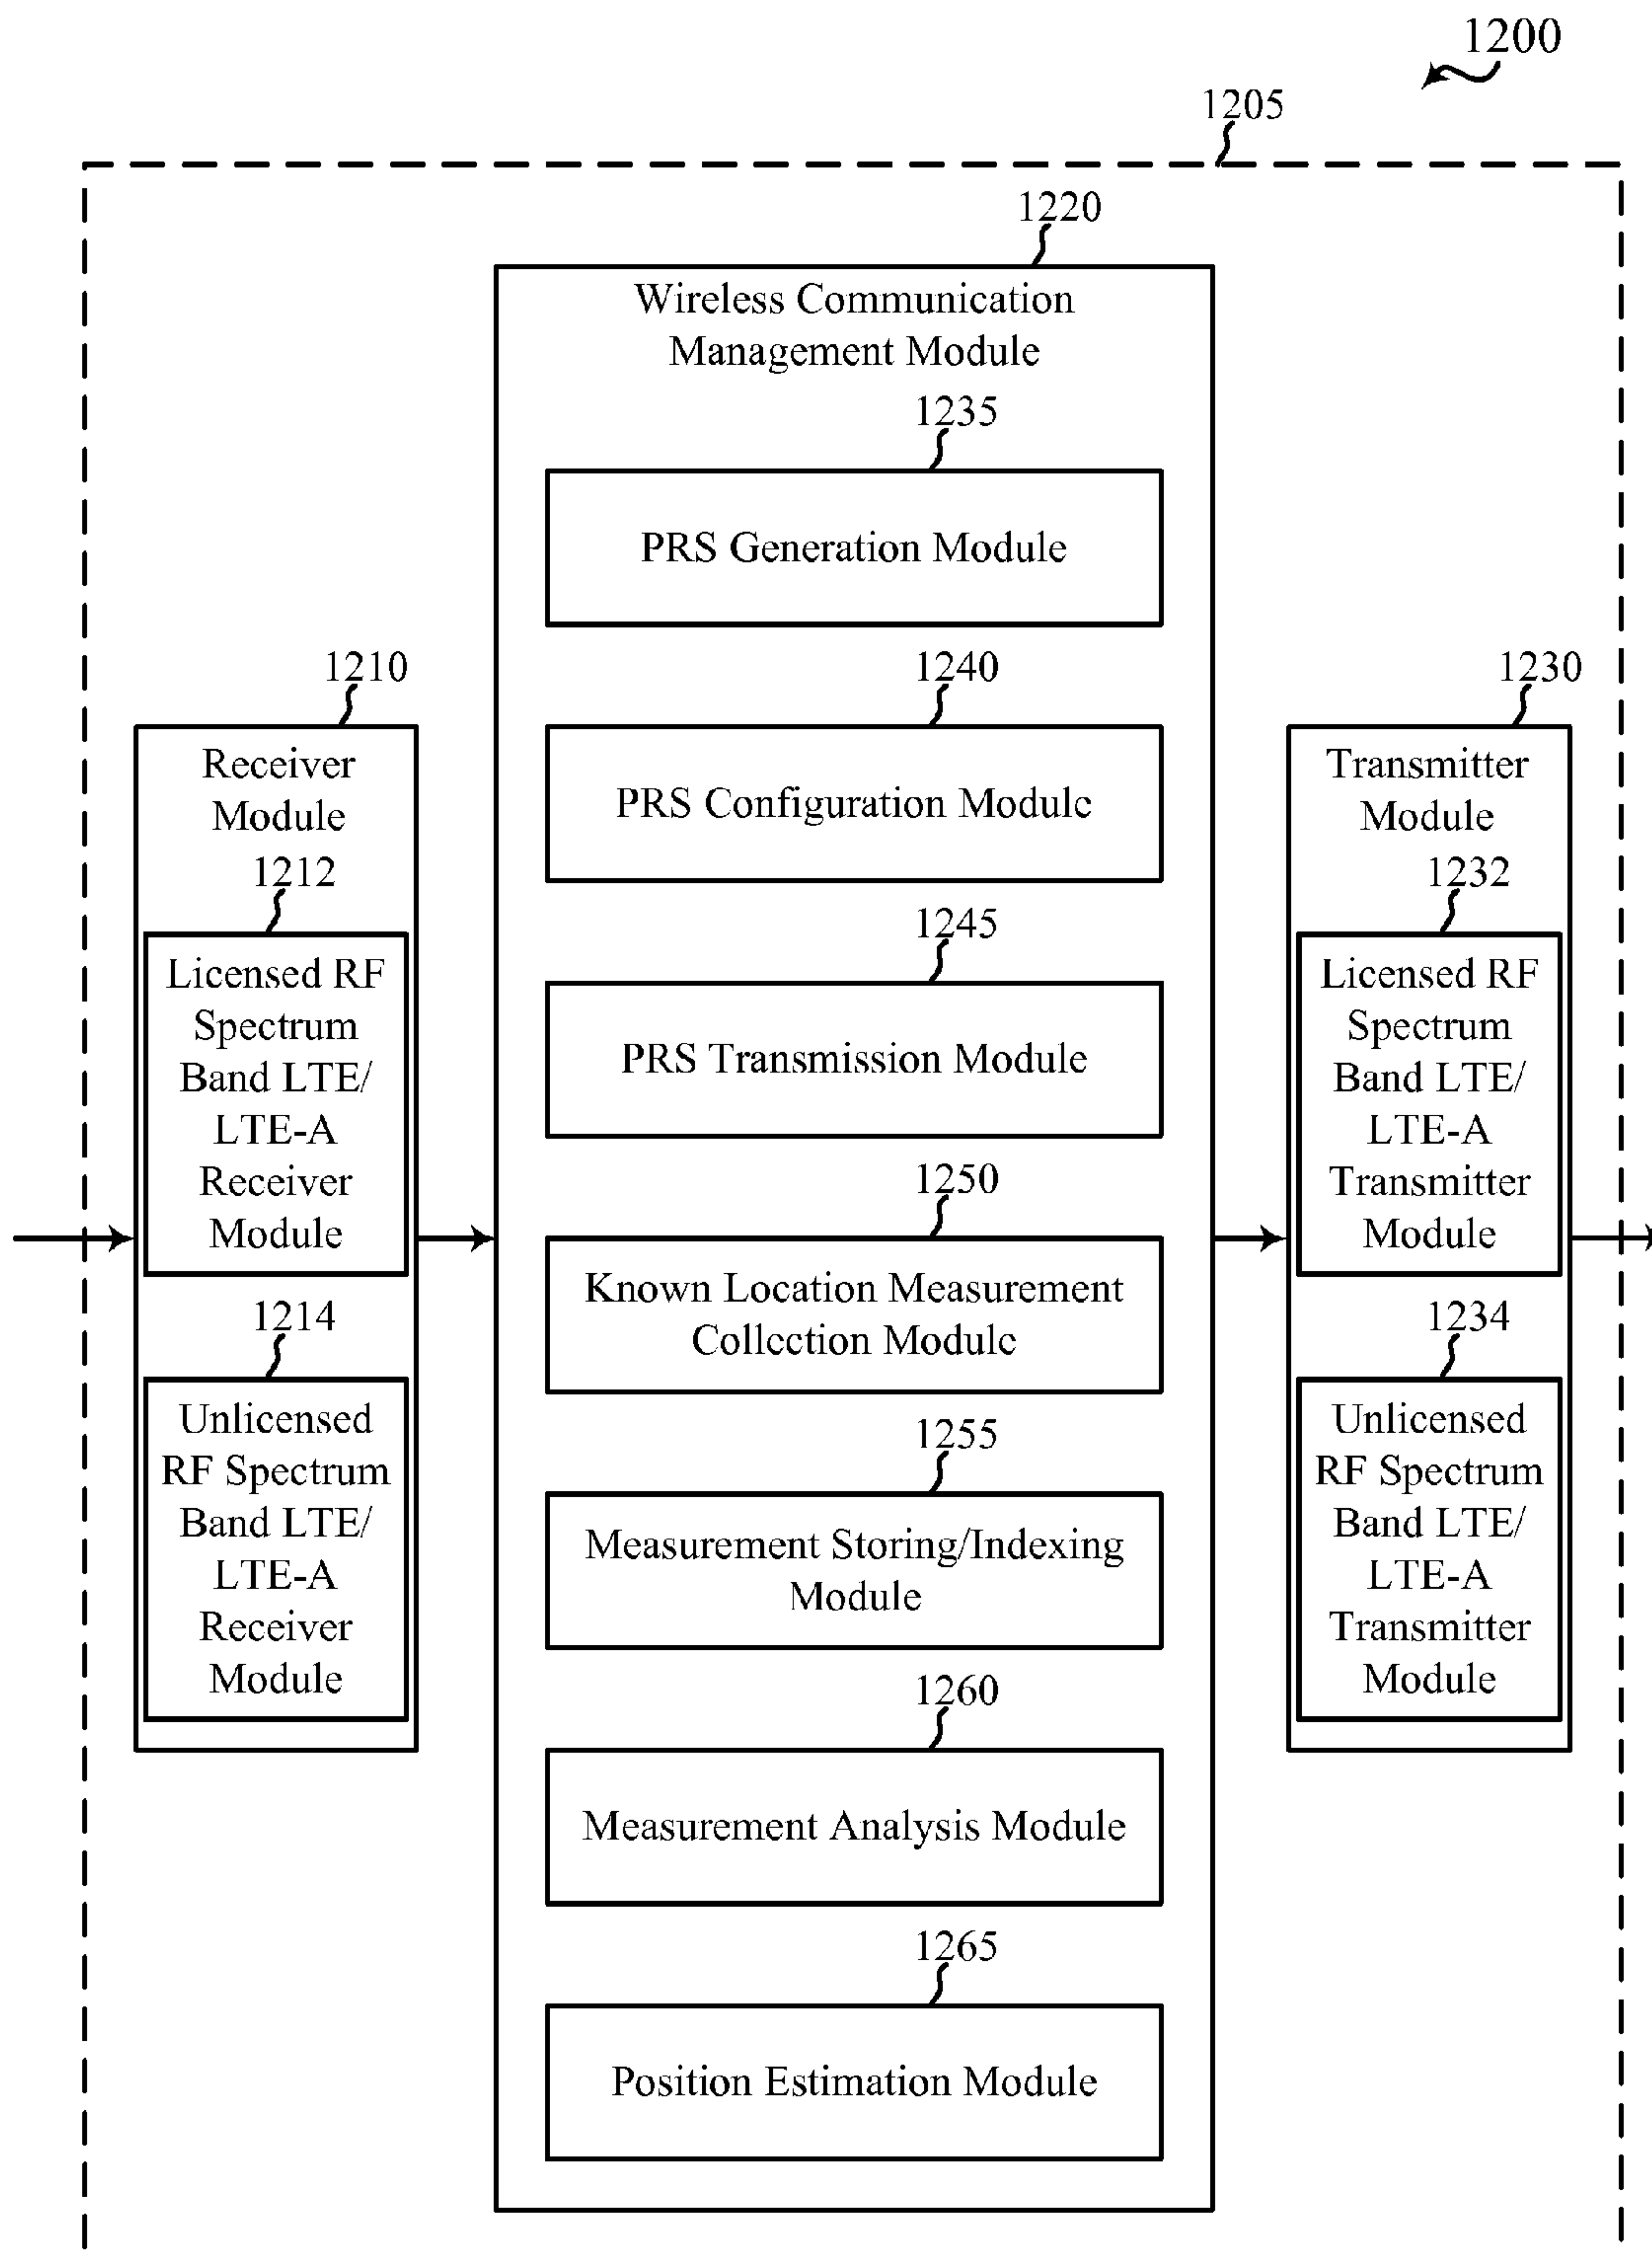 1200
1205
1220
Wireless Communication
Management Module
1235
PRS Generation Module
1240
PRS Configuration Module
1245
PRS Transmission Module
1250
Known Location Measurement
Collection Module
1255
Measurement Storing/Indexing
Module
1260
Measurement Analysis Module
1265
Position Estimation Module
1210
Receiver
Module
1212
Licensed RF
Spectrum
Band LTE/
LTE-A
Receiver
Module
1214
Unlicensed
RF Spectrum
Band LTE/
LTE-A
Receiver
Module
1230
Transmitter
Module
1232
Licensed RF
Spectrum
Band LTE/
LTE-A
Transmitter
Module
1234
Unlicensed
RF Spectrum
Band LTE/
LTE-A
Transmitter
Module